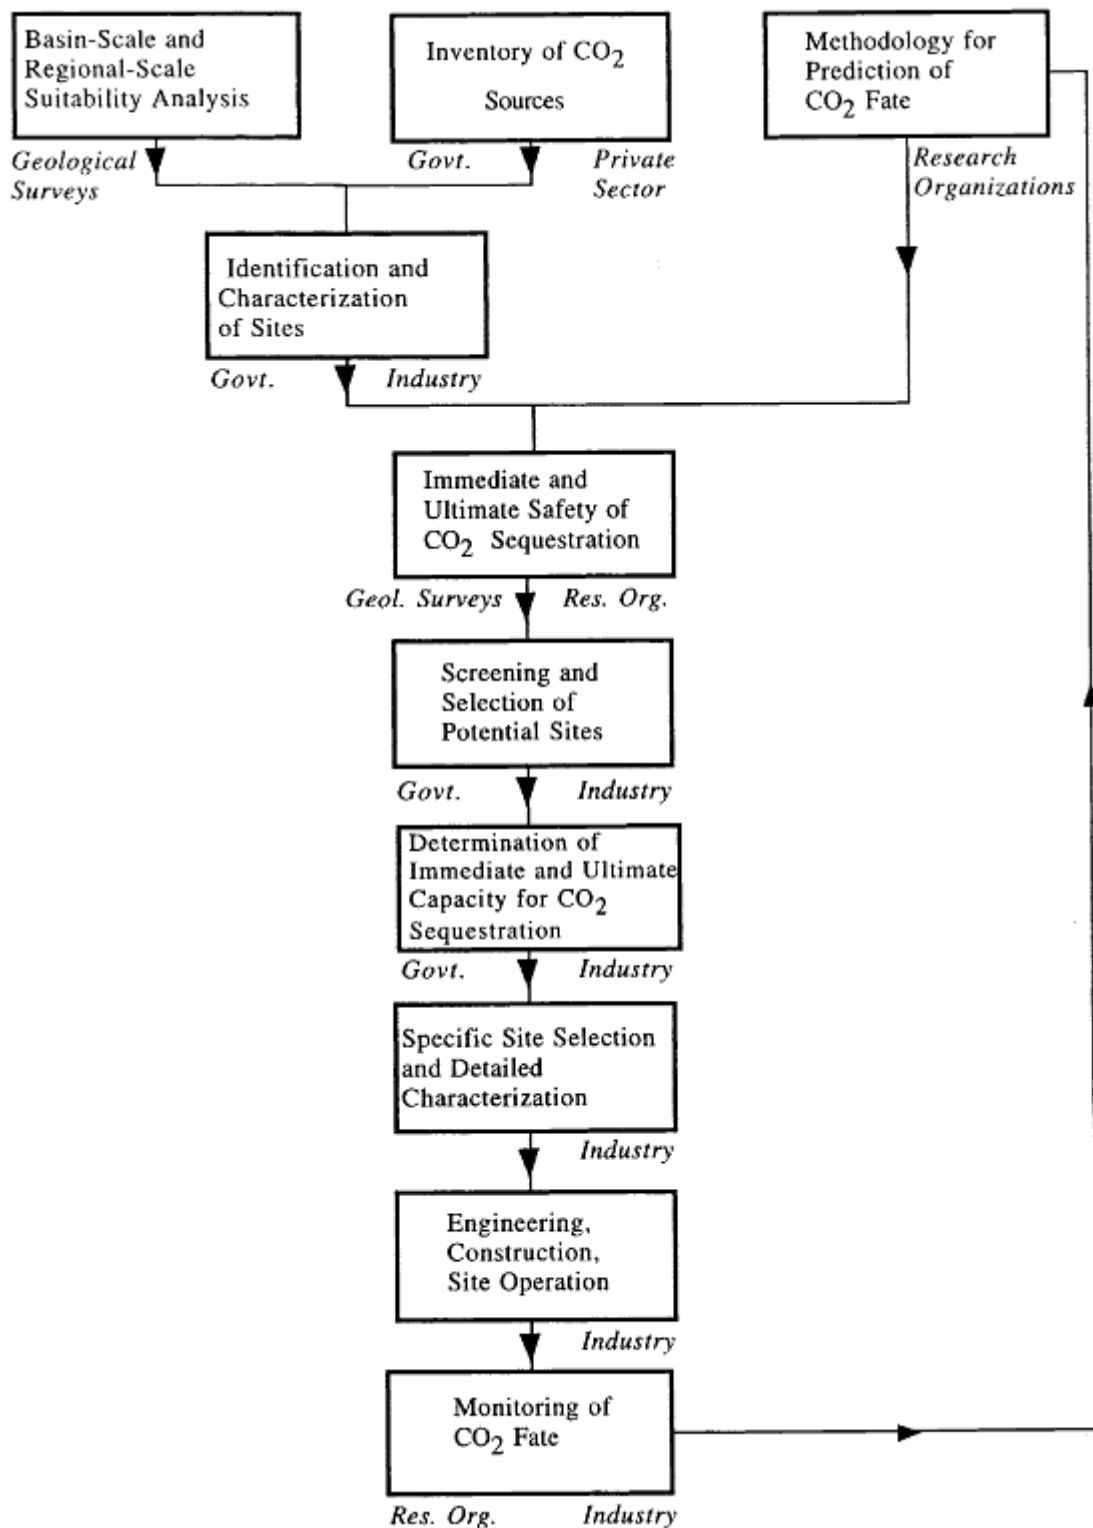 Basin-Scale and
Regional-Scale
Suitability Analysis
Inventory of CO2
Sources
Methodology for
Prediction of
CO2 Fate
Geological
Surveys
Govt.
Private
Sector
Research
Organizations
Identification and
Characterization
of Sites
Govt.
Industry
Immediate and
Ultimate Safety of
CO2 Sequestration
Geol. Surveys
Res. Org.
Screening and
Selection of
Potential Sites
Govt.
Industry
Determination of
Immediate and Ultimate
Capacity for CO2
Sequestration
Govt.
Industry
Specific Site Selection
and Detailed
Characterization
Industry
Engineering,
Construction,
Site Operation
Industry
Monitoring of
CO2 Fate
Res. Org.
Industry